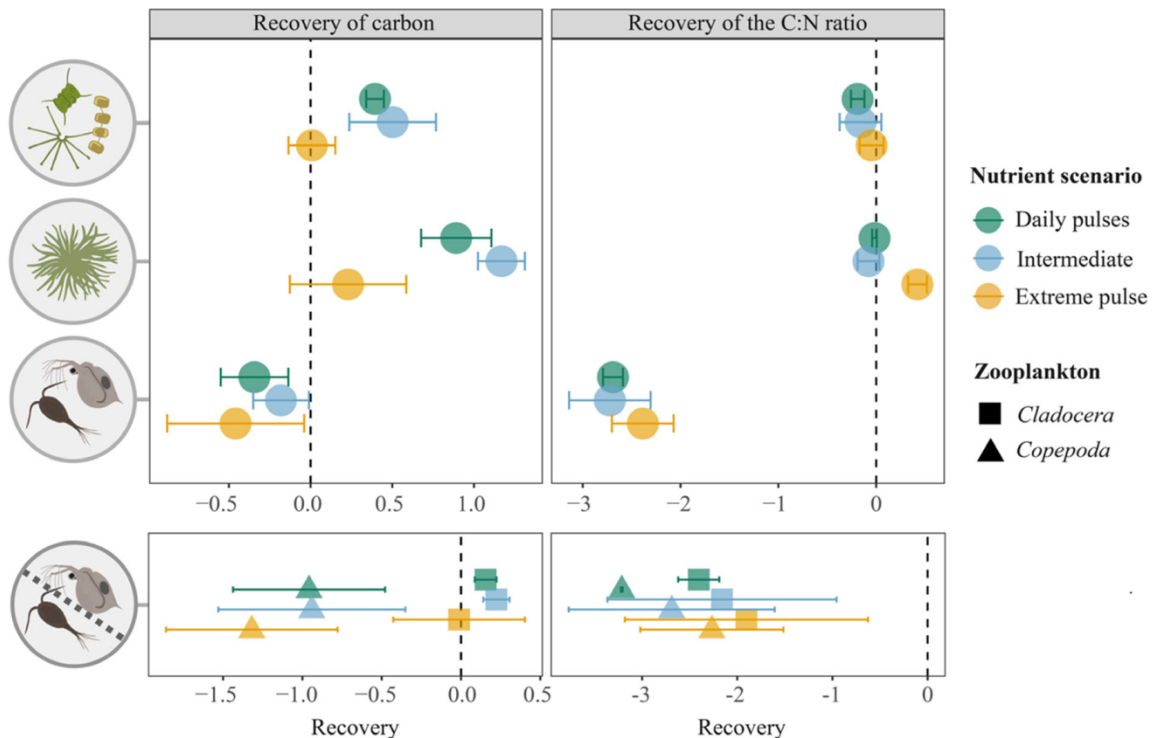 Recovery of carbon
Recovery of the C:N ratio
Nutrient scenario
Daily pulses
Intermediate
Extreme pulse
Zooplankton
Cladocera
Copepoda
−0.5 0.0 0.5 1.0
−3 −2 −1 0
−1.5 −1.0 −0.5 0.0 0.5
-3 -2 -1 0
Recovery
Recovery